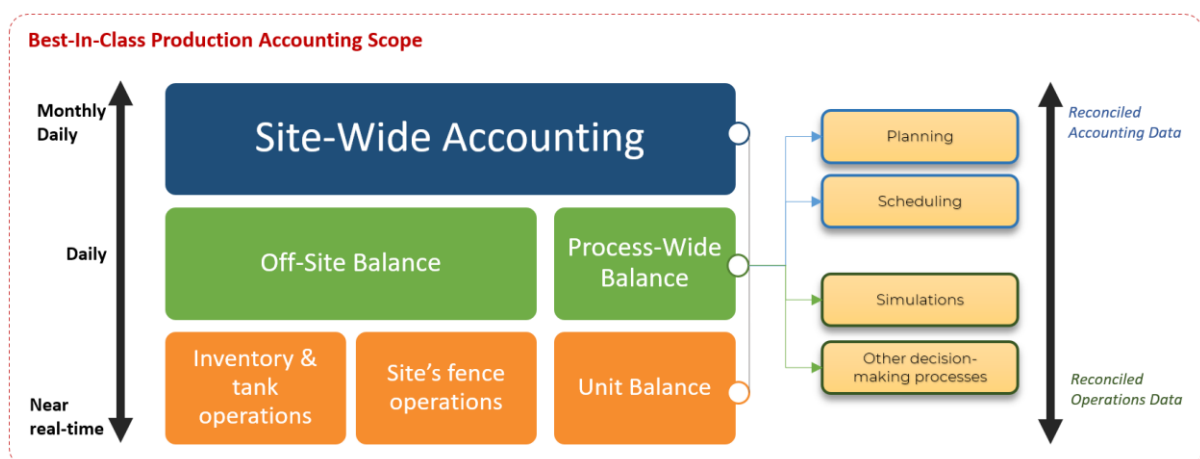 Best-In-Class Production Accounting Scope
Monthly
Daily
Site-Wide Accounting
Planning
Reconciled
Accounting Data
Scheduling
Daily
Off-Site Balance
Process-Wide
Balance
Simulations
Inventory &
tank
operations
Site’s fence
operations
Unit Balance
Other decision-
making processes
Near
real-time
Reconciled
Operations Data